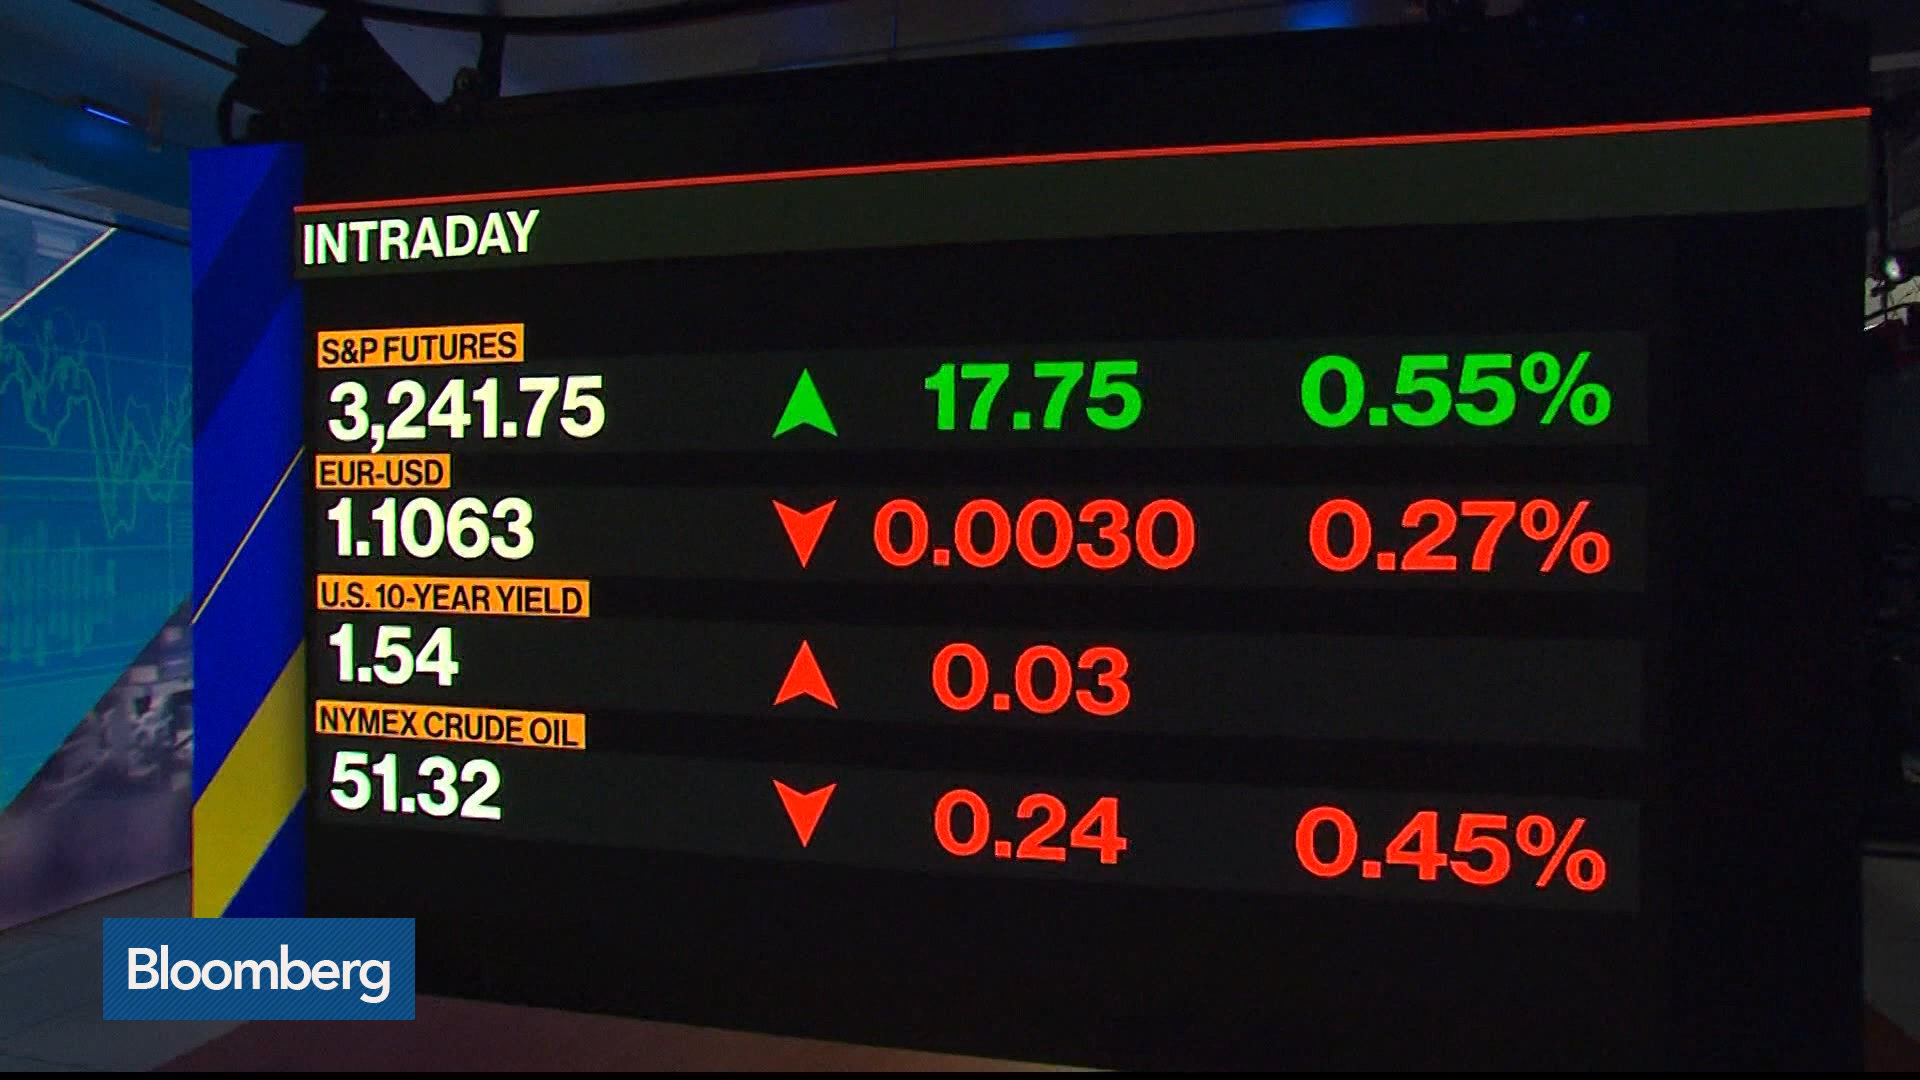 INTRADAY
S&P FUTURES
3,241.75 17.75 0.55%
EUR-USD
1.1063 0.0030 0.27%
U.S. 10-YEAR YIELD
1.54 0.03
NYMEX CRUDE OIL
51.32 0.24 0.45%
Bloomberg